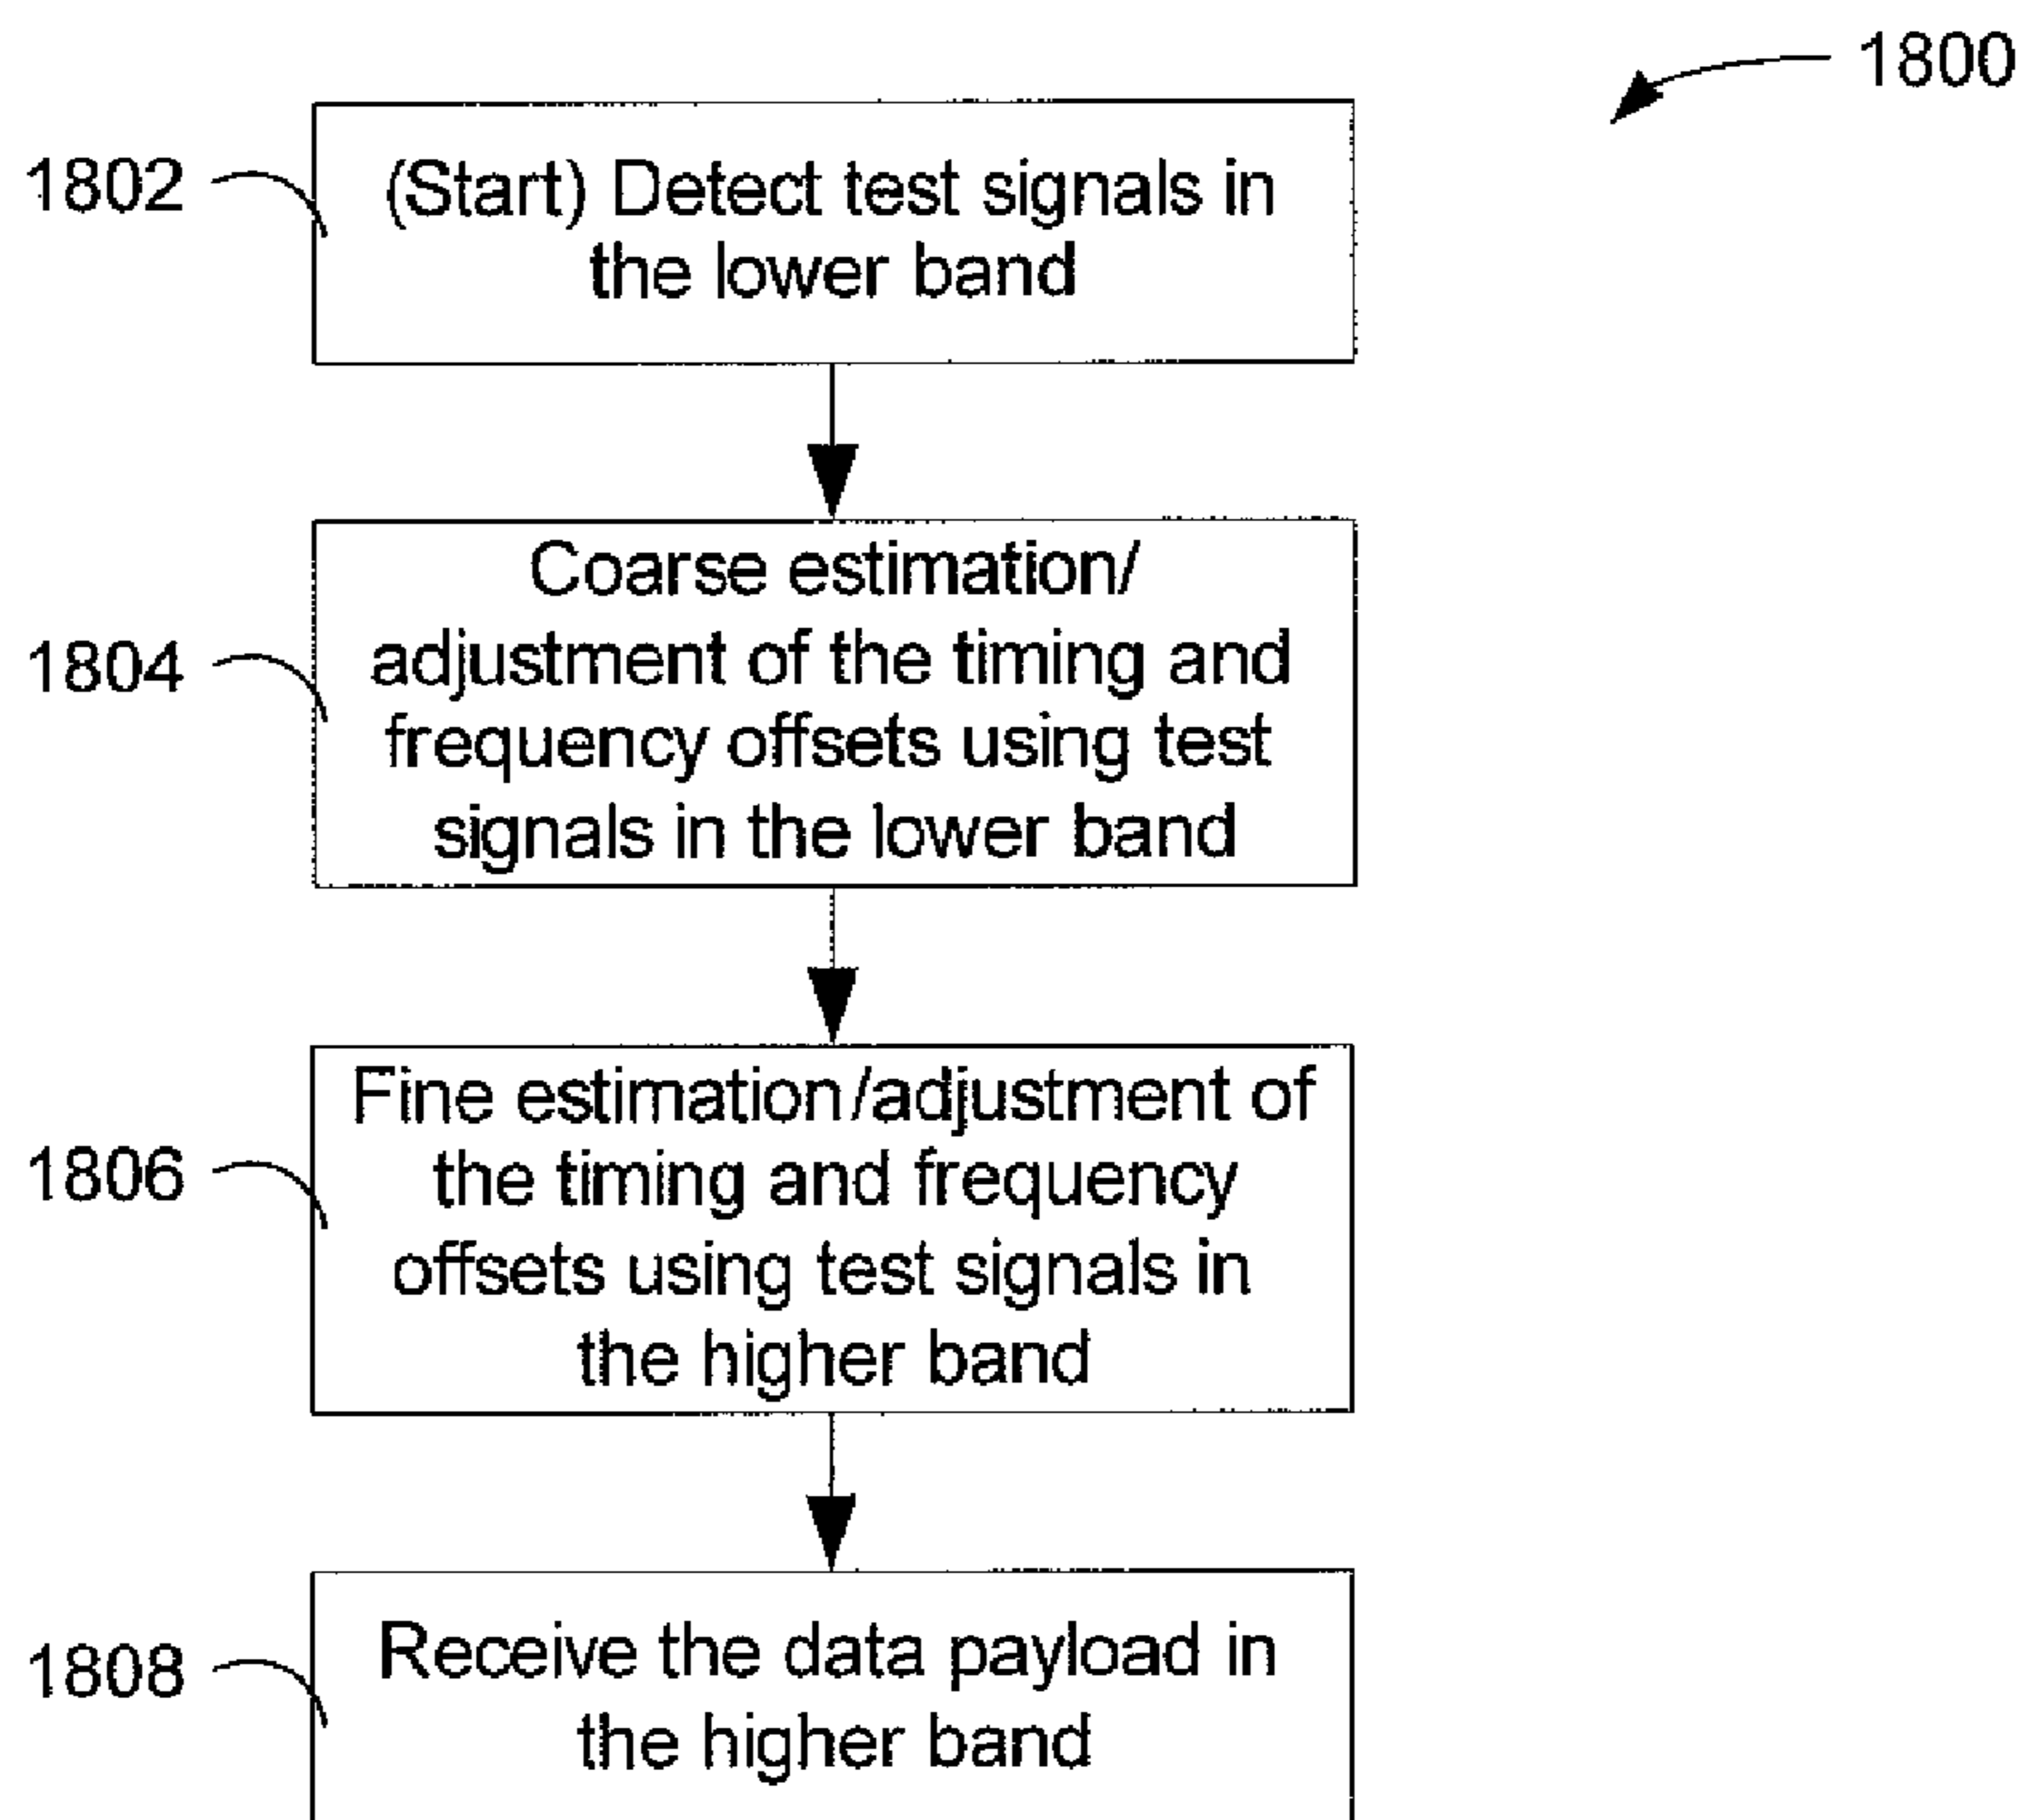 1800
1802
(Start) Detect test signals in
the lower band
1804
Coarse estimation/
adjustment of the timing and
frequency offsets using test
signals in the lower band
1806
Fine estimation/adjustment of
the timing and frequency
offsets using test signals in
the higher band
1808
Receive the data payload in
the higher band